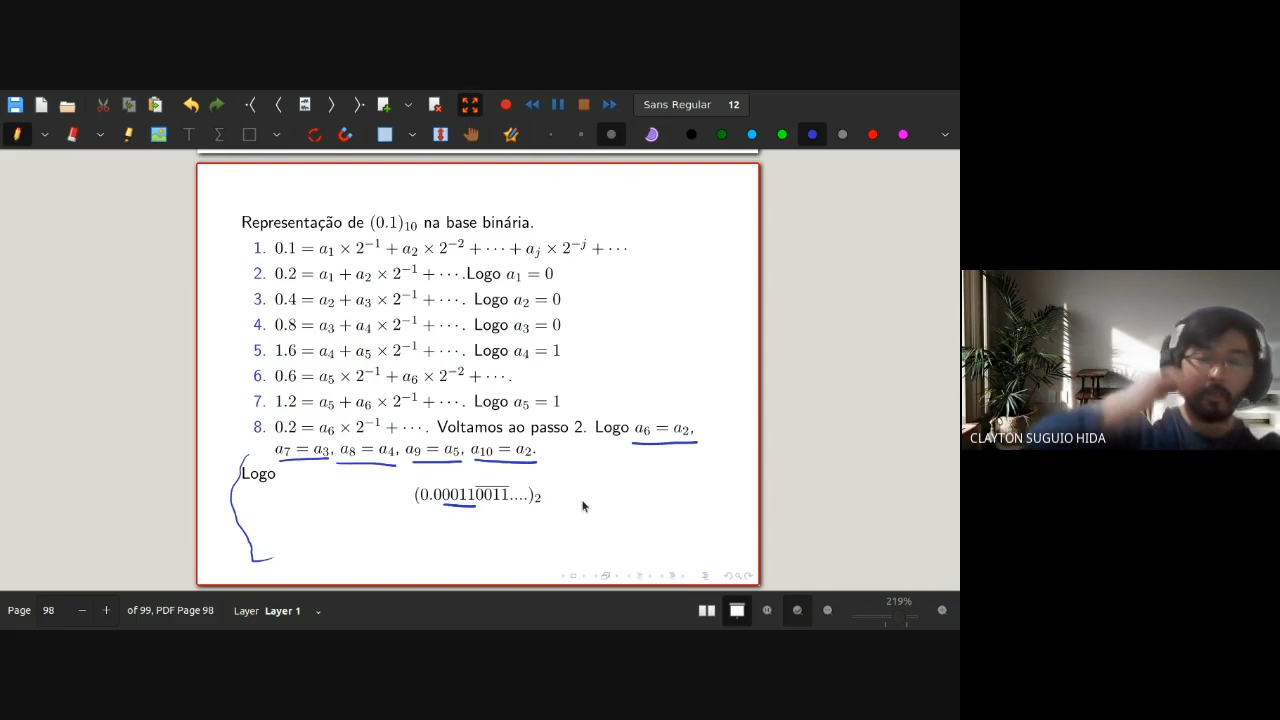 Sans Regular 12
Representação de (0.1)₁₀ na base binária.
1. 0.1 = a₁ × 2⁻¹ + a₂ × 2⁻² + ··· + aⱼ × 2⁻ʲ + ···
2. 0.2 = a₁ + a₂ × 2⁻¹ + ··· .Logo a₁ = 0
3. 0.4 = a₂ + a₃ × 2⁻¹ + ··· . Logo a₂ = 0
4. 0.8 = a₃ + a₄ × 2⁻¹ + ··· . Logo a₃ = 0
5. 1.6 = a₄ + a₅ × 2⁻¹ + ··· . Logo a₄ = 1
6. 0.6 = a₅ × 2⁻¹ + a₆ × 2⁻² + ··· .
7. 1.2 = a₅ + a₆ × 2⁻¹ + ··· . Logo a₅ = 1
8. 0.2 = a₆ × 2⁻¹ + ··· . Voltamos ao passo 2. Logo a₆ = a₂,
a₇ = a₃, a₈ = a₄, a₉ = a₅, a₁₀ = a₂.
Logo
(0.00011̅0̅0̅1̅1̅....)₂
CLAYTON SUGUIO HIDA
Page 98 − + of 99, PDF Page 98 Layer Layer 1 219%